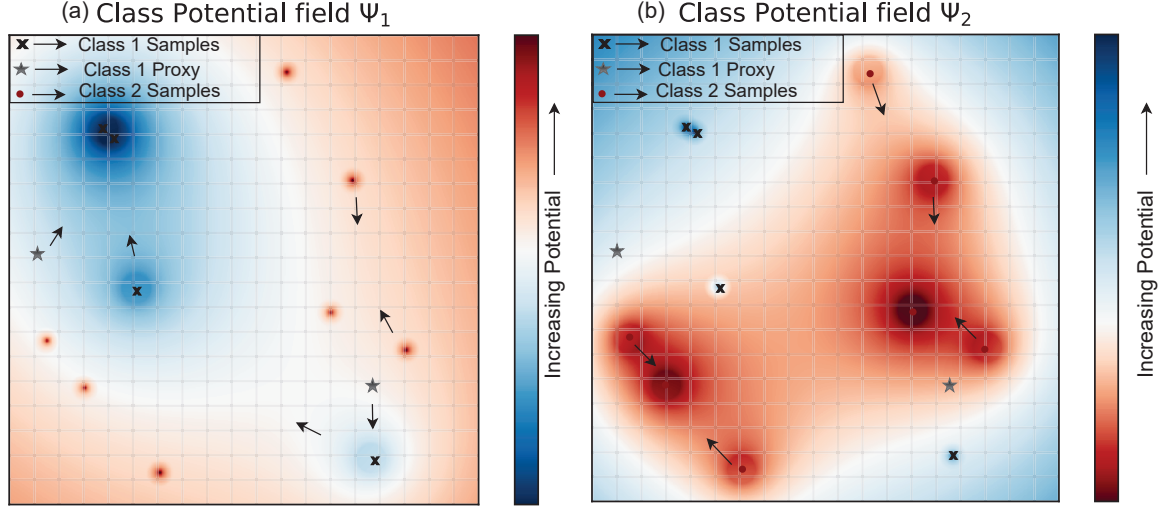 (a) Class Potential field Ψ₁
Class 1 Samples
Class 1 Proxy
Class 2 Samples
Increasing Potential
(b) Class Potential field Ψ₂
Class 1 Samples
Class 1 Proxy
Class 2 Samples
Increasing Potential